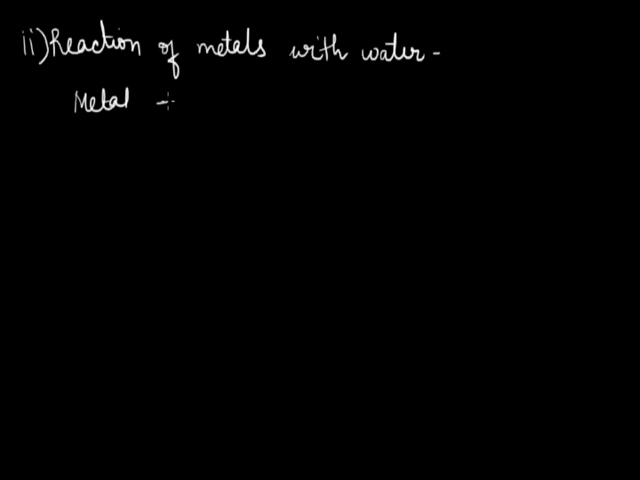 ii) Reaction of metals with water -
Metal +